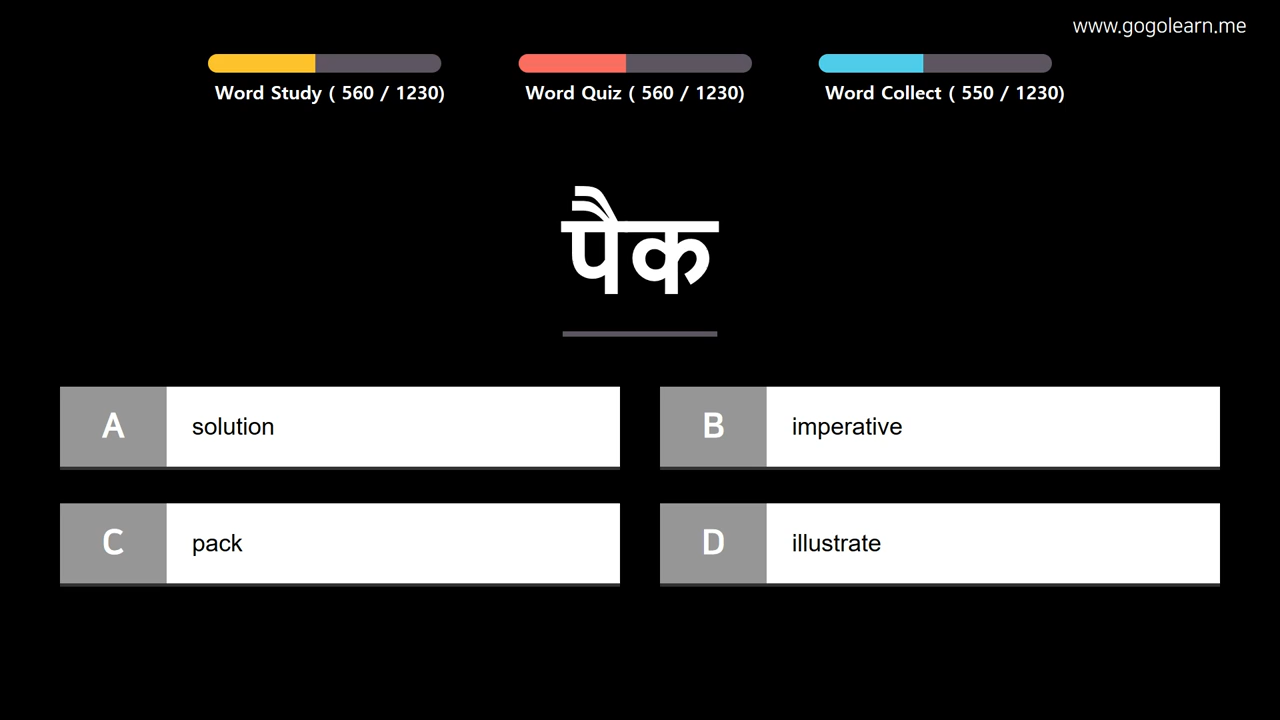 www.gogolearn.me
Word Study ( 560 / 1230)
Word Quiz ( 560 / 1230)
Word Collect ( 550 / 1230)
पैक
A
solution
B
imperative
C
pack
D
illustrate